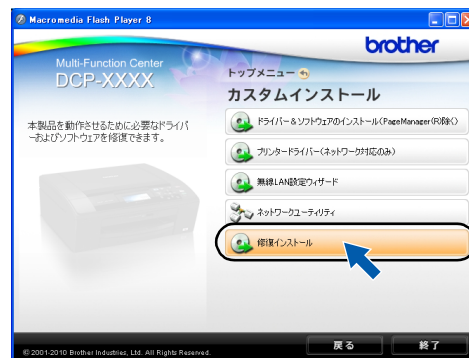 Macromedia Flash Player 8
brother
Multi-Function Center
DCP-XXXX
トップメニュー
カスタムインストール
本製品を動作させるために必要なドライバ
ーおよびソフトウェアを修復できます。
ドライバー&ソフトウェアのインストール(PageManager(R)除く)
プリンタードライバー(ネットワーク対応のみ)
無線LAN設定ウィザード
ネットワークユーティリティ
修復インストール
戻る
終了
© 2001-2010 Brother Industries, Ltd. All Rights Reserved.